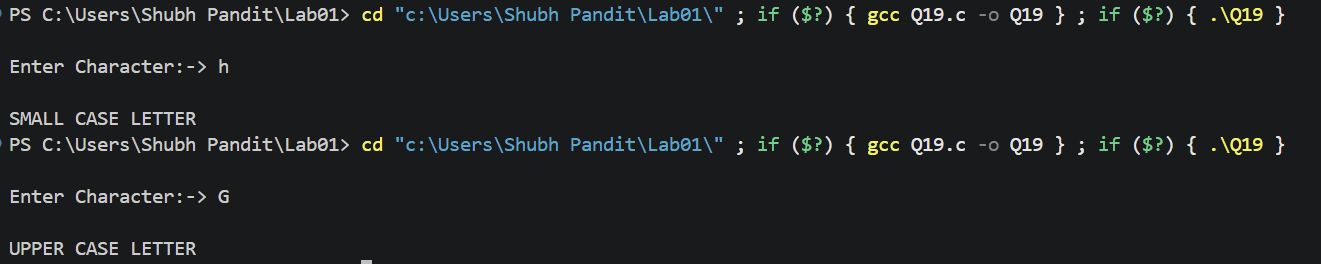 PS C:\Users\Shubh Pandit\Lab01> cd "c:\Users\Shubh Pandit\Lab01\" ; if ($?) { gcc Q19.c -o Q19 } ; if ($?) { .\Q19 }
Enter Character:-> h
SMALL CASE LETTER
PS C:\Users\Shubh Pandit\Lab01> cd "c:\Users\Shubh Pandit\Lab01\" ; if ($?) { gcc Q19.c -o Q19 } ; if ($?) { .\Q19 }
Enter Character:-> G
UPPER CASE LETTER